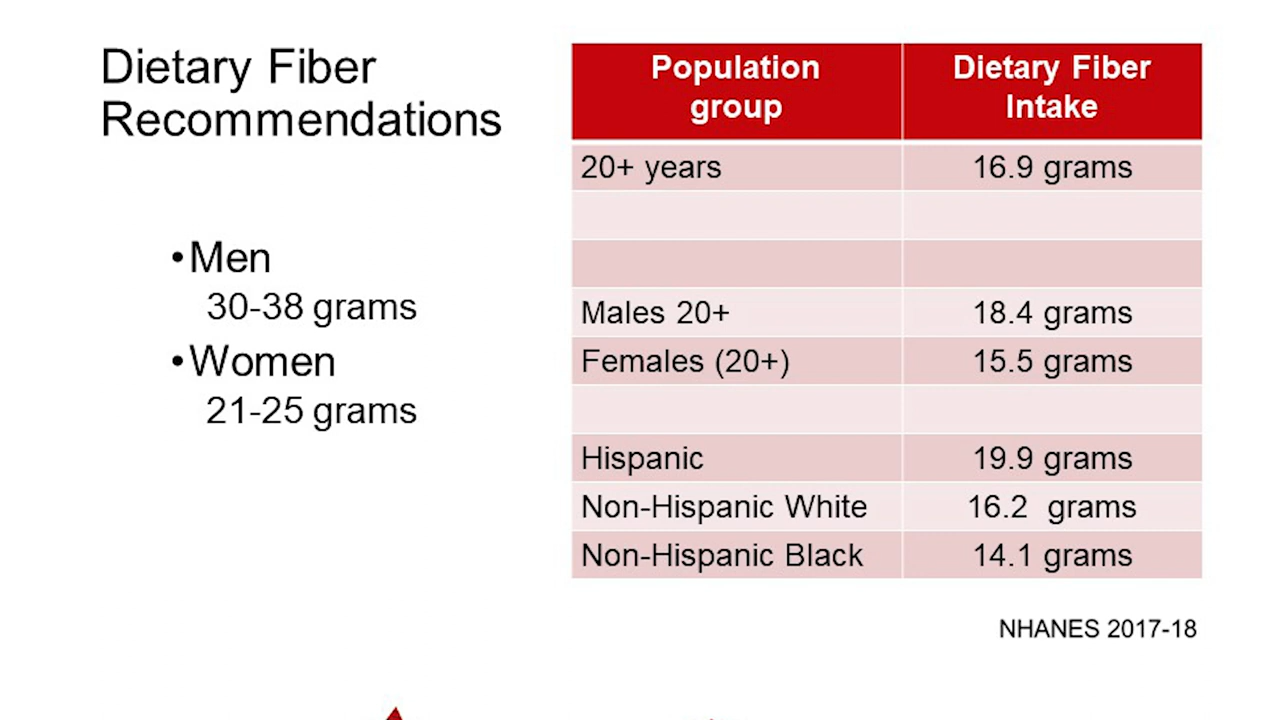 Dietary Fiber
Recommendations
•Men
30-38 grams
•Women
21-25 grams
Population group	Dietary Fiber Intake
20+ years	16.9 grams
Males 20+	18.4 grams
Females (20+)	15.5 grams
Hispanic	19.9 grams
Non-Hispanic White	16.2 grams
Non-Hispanic Black	14.1 grams
NHANES 2017-18